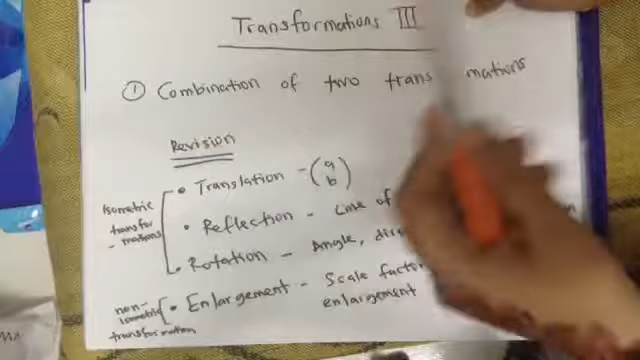 Transformations III
① Combination of two trans mations
Revision
Isometric transfor - mations
• Translation - (a b)
• Reflection - Line of
• Rotation - Angle,
non- Isometric transformation
• Enlargement - Scale factor
enlargement